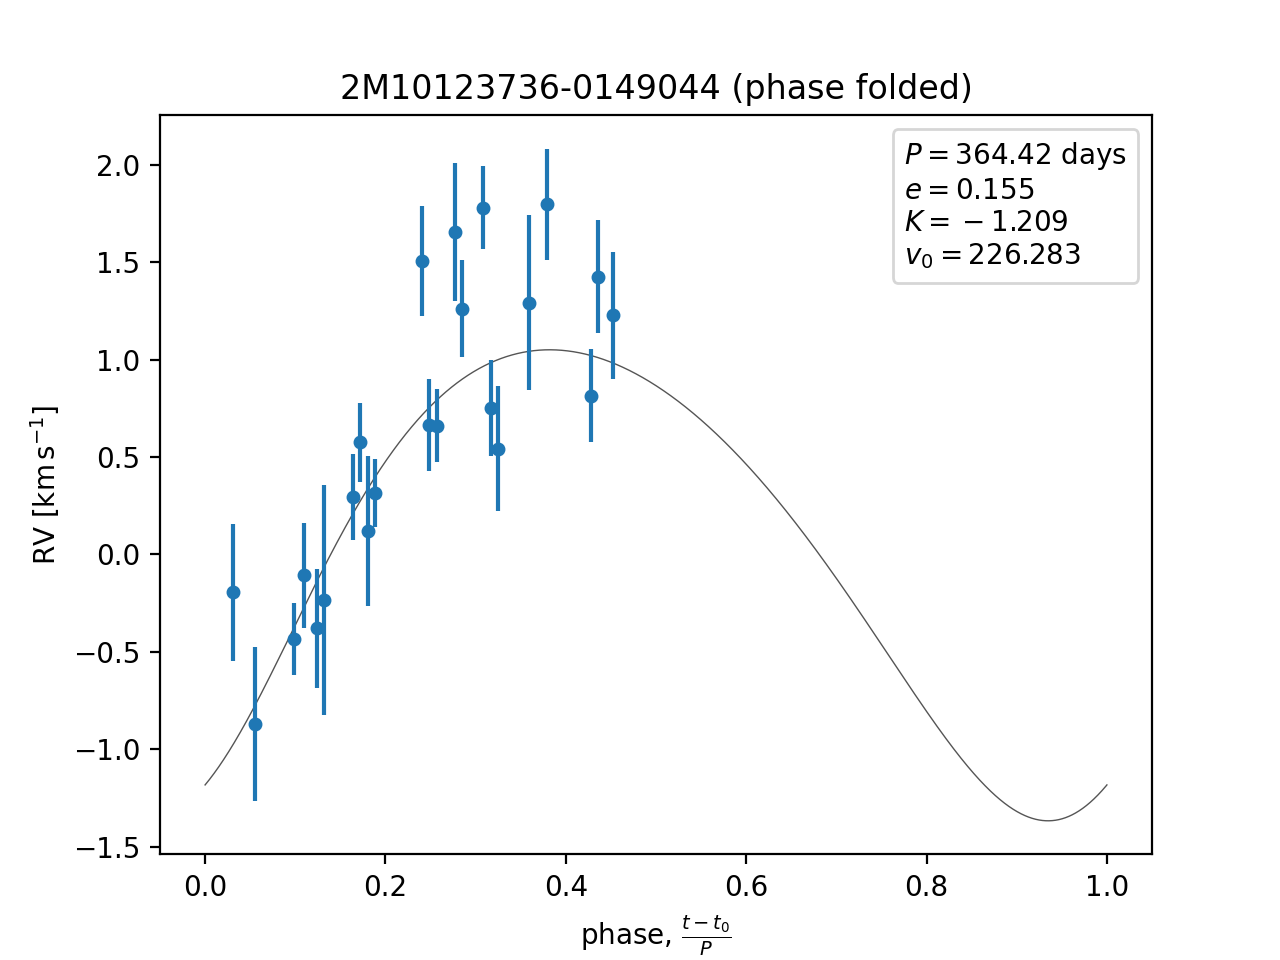 2M10123736-0149044 (phase folded)
P = 364.42 days
e = 0.155
K = −1.209
v₀ = 226.283
RV [km s⁻¹]
2.0
1.5
1.0
0.5
0.0
−0.5
−1.0
−1.5
0.0 0.2 0.4 0.6 0.8 1.0
phase, (t − t₀)/P